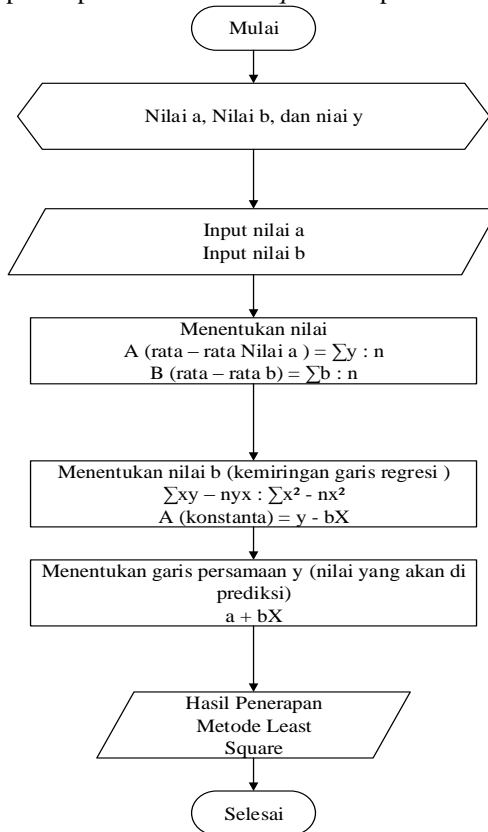 Mulai
Nilai a, Nilai b, dan niai y
Input nilai a
Input nilai b
Menentukan nilai
A (rata – rata Nilai a ) = ∑y : n
B (rata – rata b) = ∑b : n
Menentukan nilai b (kemiringan garis regresi )
∑xy – nyx : ∑x² - nx²
A (konstanta) = y - bX
Menentukan garis persamaan y (nilai yang akan di
prediksi)
a + bX
Hasil Penerapan
Metode Least
Square
Selesai